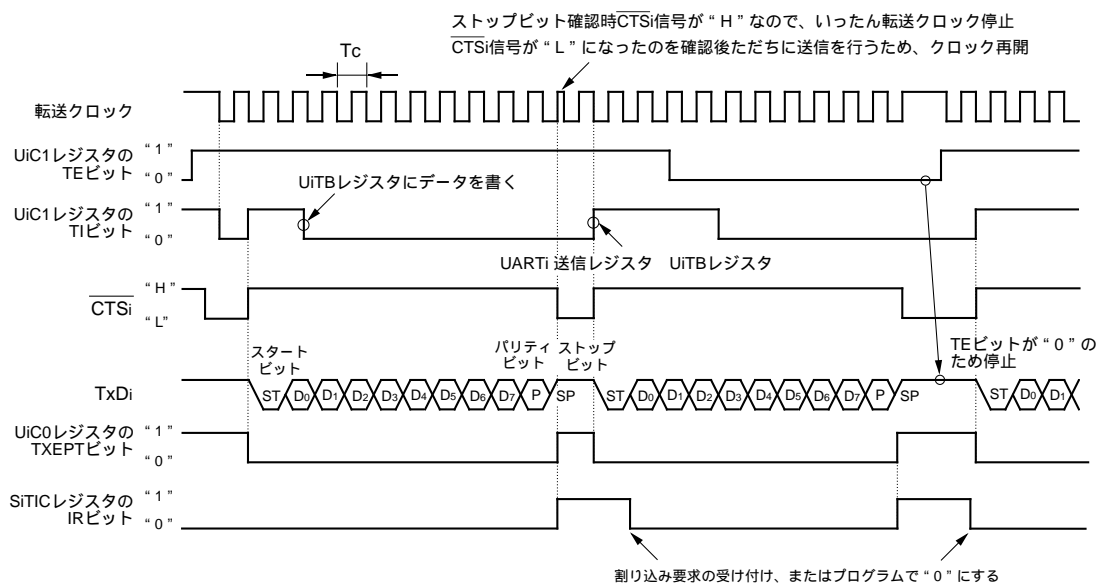 ストップビット確認時CTSi信号が“H”なので、いったん転送クロック停止
CTSi信号が“L”になったのを確認後ただちに送信を行うため、クロック再開
Tc
転送クロック
UiC1レジスタの
TEビット
“1”
“0”
UiTBレジスタにデータを書く
UiC1レジスタの
TIビット
“1”
“0”
UARTi 送信レジスタ UiTBレジスタ
CTSi
“H”
“L”
スタート
ビット
パリティ
ビット
ストップ
ビット
TEビットが“0”の
ため停止
TxDi
ST D0 D1 D2 D3 D4 D5 D6 D7 P SP ST D0 D1 D2 D3 D4 D5 D6 D7 P SP ST D0 D1
UiC0レジスタの
TXEPTビット
“1”
“0”
SiTICレジスタの
IRビット
“1”
“0”
割り込み要求の受け付け、またはプログラムで“0”にする